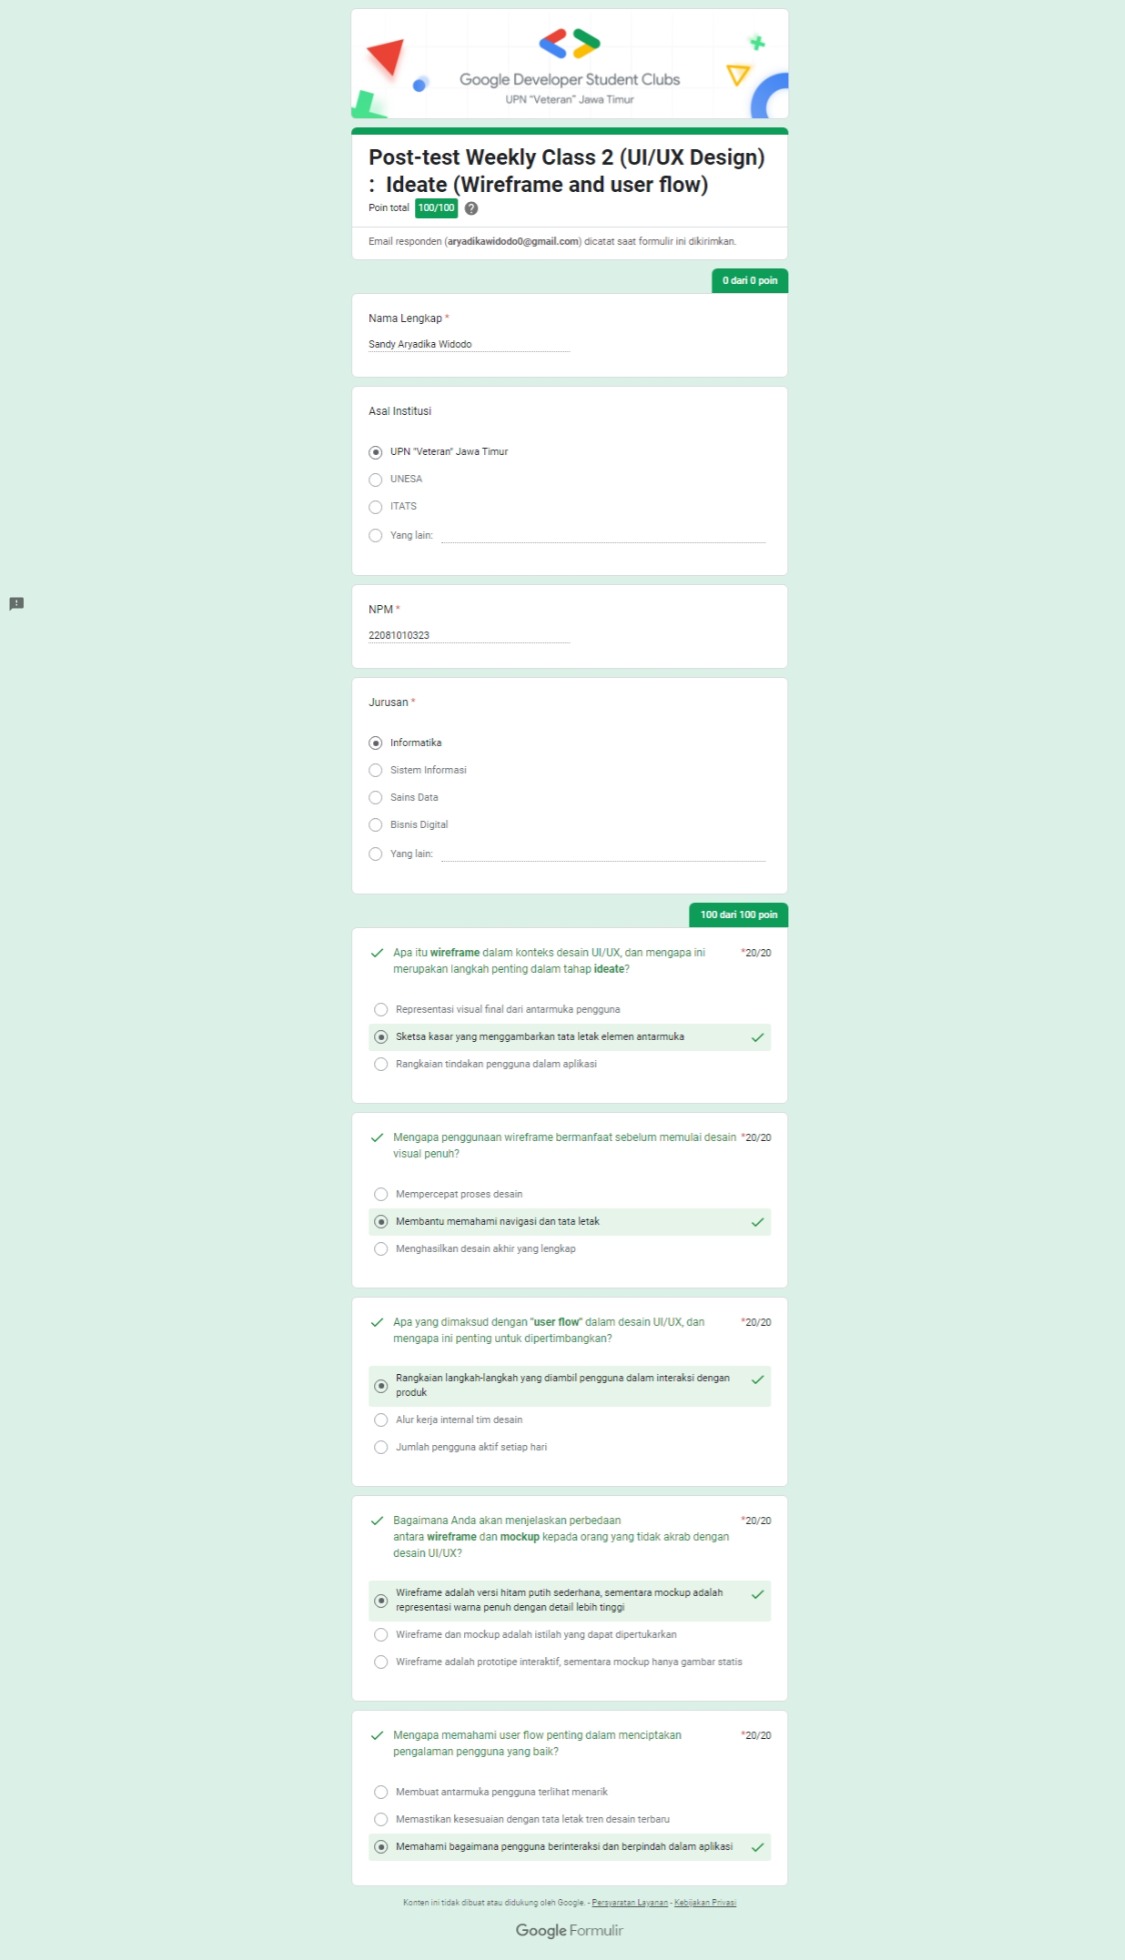 Google Developer Student Clubs
UPN "Veteran" Jawa Timur
Post-test Weekly Class 2 (UI/UX Design)
: Ideate (Wireframe and user flow)
Poin total 100/100
Email responden (aryadikawidodo0@gmail.com) dicatat saat formulir ini dikirimkan.
0 dari 0 poin
Nama Lengkap *
Sandy Aryadika Widodo
Asal Institusi
UPN "Veteran" Jawa Timur
UNESA
ITATS
Yang lain:
NPM *
22081010323
Jurusan *
Informatika
Sistem Informasi
Sains Data
Bisnis Digital
Yang lain:
100 dari 100 poin
Apa itu wireframe dalam konteks desain UI/UX, dan mengapa ini *20/20
merupakan langkah penting dalam tahap ideate?
Representasi visual final dari antarmuka pengguna
Sketsa kasar yang menggambarkan tata letak elemen antarmuka
Rangkaian tindakan pengguna dalam aplikasi
Mengapa penggunaan wireframe bermanfaat sebelum memulai desain *20/20
visual penuh?
Mempercepat proses desain
Membantu memahami navigasi dan tata letak
Menghasilkan desain akhir yang lengkap
Apa yang dimaksud dengan "user flow" dalam desain UI/UX, dan *20/20
mengapa ini penting untuk dipertimbangkan?
Rangkaian langkah-langkah yang diambil pengguna dalam interaksi dengan
produk
Alur kerja internal tim desain
Jumlah pengguna aktif setiap hari
Bagaimana Anda akan menjelaskan perbedaan *20/20
antara wireframe dan mockup kepada orang yang tidak akrab dengan
desain UI/UX?
Wireframe adalah versi hitam putih sederhana, sementara mockup adalah
representasi warna penuh dengan detail lebih tinggi
Wireframe dan mockup adalah istilah yang dapat dipertukarkan
Wireframe adalah prototipe interaktif, sementara mockup hanya gambar statis
Mengapa memahami user flow penting dalam menciptakan *20/20
pengalaman pengguna yang baik?
Membuat antarmuka pengguna terlihat menarik
Memastikan kesesuaian dengan tata letak tren desain terbaru
Memahami bagaimana pengguna berinteraksi dan berpindah dalam aplikasi
Konten ini tidak dibuat atau didukung oleh Google. - Persyaratan Layanan - Kebijakan Privasi
Google Formulir